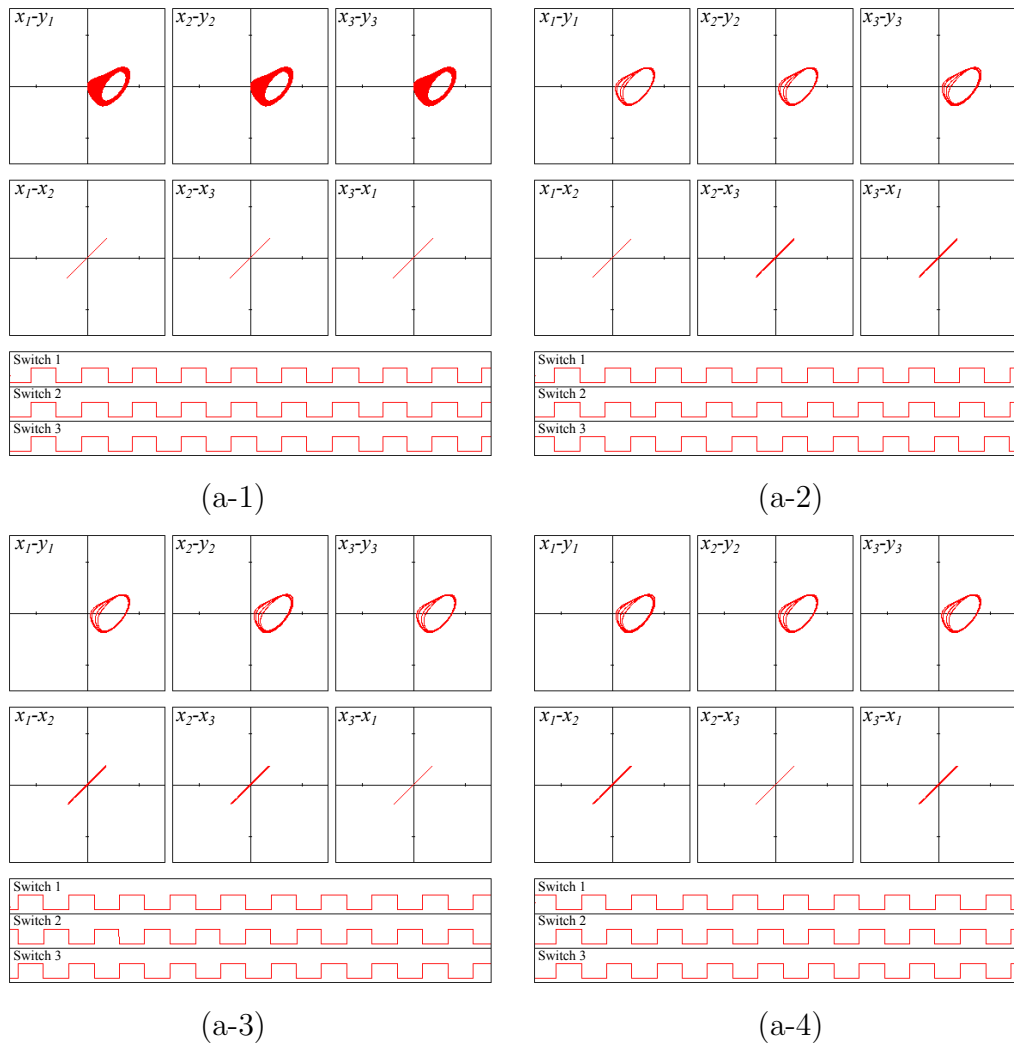 x1-y1 x2-y2 x3-y3
x1-x2 x2-x3 x3-x1
Switch 1
Switch 2
Switch 3
(a-1)
x1-y1 x2-y2 x3-y3
x1-x2 x2-x3 x3-x1
Switch 1
Switch 2
Switch 3
(a-2)
x1-y1 x2-y2 x3-y3
x1-x2 x2-x3 x3-x1
Switch 1
Switch 2
Switch 3
(a-3)
x1-y1 x2-y2 x3-y3
x1-x2 x2-x3 x3-x1
Switch 1
Switch 2
Switch 3
(a-4)